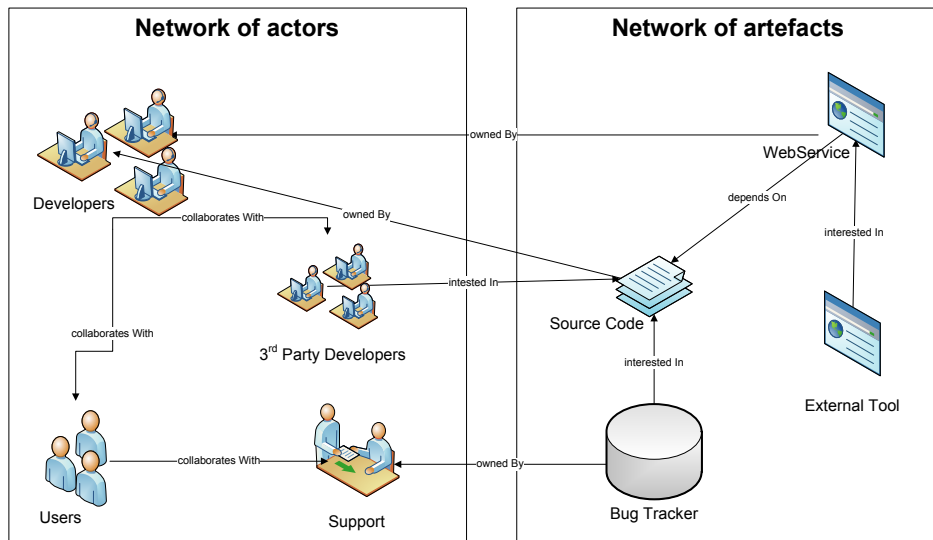 Network of actors
Network of artefacts
owned By
WebService
Developers
collaborates With
owned By
depends On
interested In
intested In
Source Code
collaborates With
3rd Party Developers
interested In
External Tool
collaborates With
owned By
Users
Support
Bug Tracker